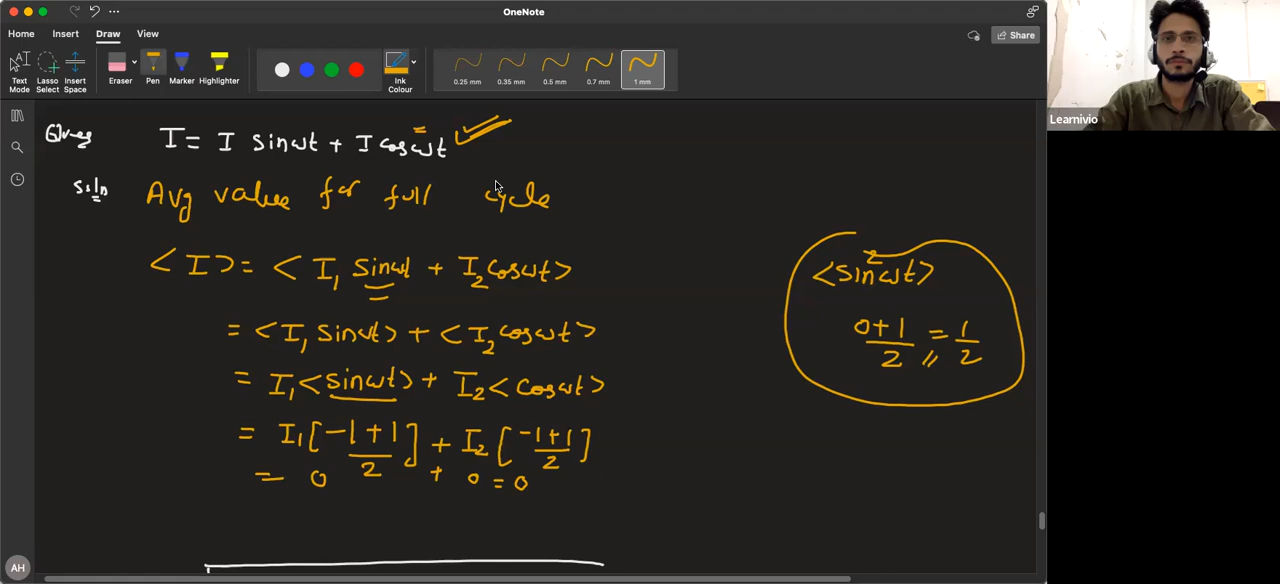 OneNote
Home Insert Draw View
Share
Text Mode
Lasso Select
Insert Space
Eraser
Pen
Marker
Highlighter
Ink Colour
0.25 mm
0.35 mm
0.5 mm
0.7 mm
1 mm
Learnivio
I = I sinωt + I cosωt
Soln Avg value for full cycle
< I > = < I₁ sinωt + I₂ cosωt >
= < I₁ sinωt > + < I₂ cosωt >
= I₁ < sinωt > + I₂ < cosωt >
= I₁ [ -1+1 / 2 ] + I₂ [ -1+1 / 2 ]
= 0 + 0 = 0
< sin²ωt >
0+1 / 2 = 1 / 2
AH